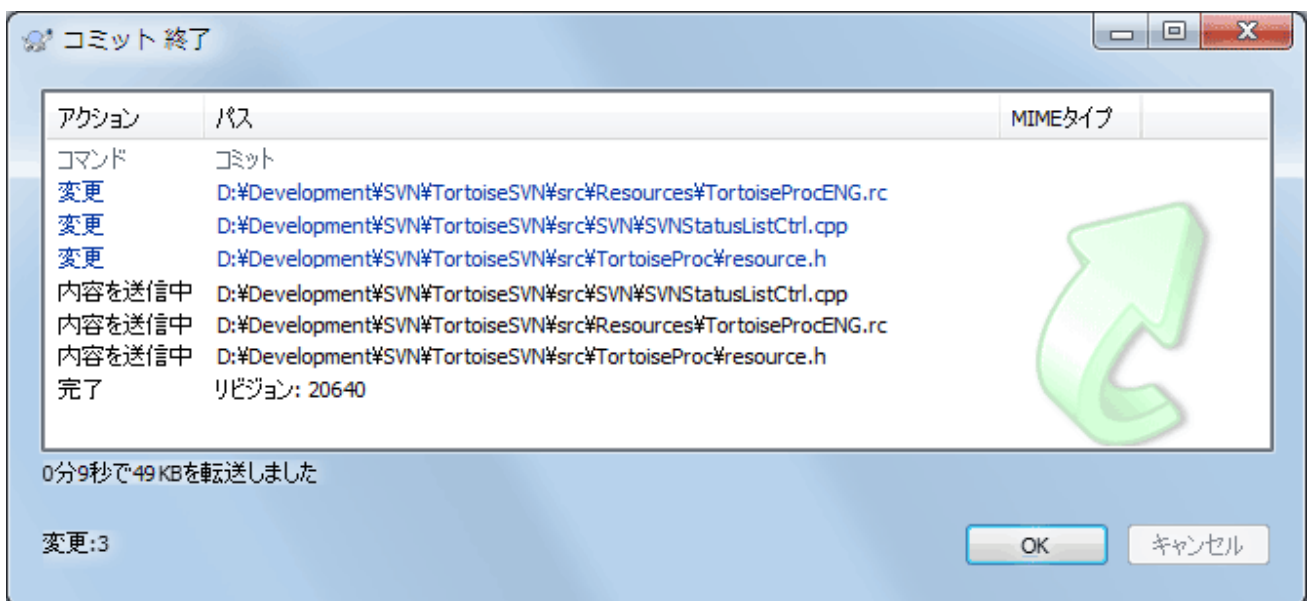 コミット 終了
アクション パス MIMEタイプ
コマンド コミット
変更 D:¥Development¥SVN¥TortoiseSVN¥src¥Resources¥TortoiseProcENG.rc
変更 D:¥Development¥SVN¥TortoiseSVN¥src¥SVN¥SVNStatusListCtrl.cpp
変更 D:¥Development¥SVN¥TortoiseSVN¥src¥TortoiseProc¥resource.h
内容を送信中 D:¥Development¥SVN¥TortoiseSVN¥src¥SVN¥SVNStatusListCtrl.cpp
内容を送信中 D:¥Development¥SVN¥TortoiseSVN¥src¥Resources¥TortoiseProcENG.rc
内容を送信中 D:¥Development¥SVN¥TortoiseSVN¥src¥TortoiseProc¥resource.h
完了 リビジョン: 20640
0分9秒で49 KBを転送しました
変更:3 OK キャンセル